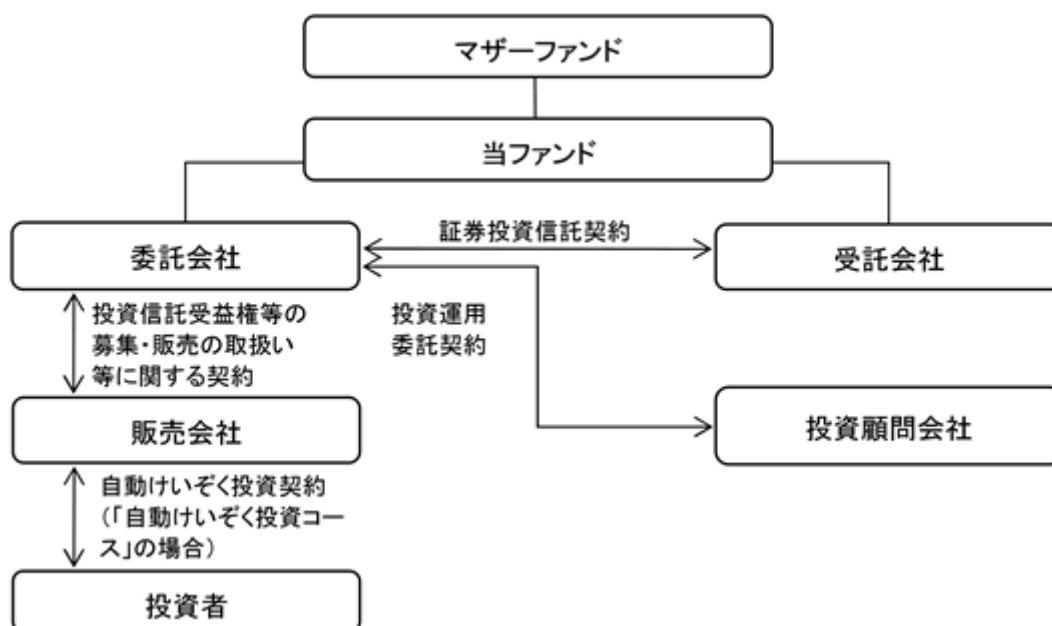 マザーファンド
当ファンド
証券投資信託契約
委託会社
受託会社
投資信託受益権等の
募集・販売の取扱い
等に関する契約
投資運用
委託契約
販売会社
投資顧問会社
自動けいぞく投資契約
(「自動けいぞく投資コー
ス」の場合)
投資者